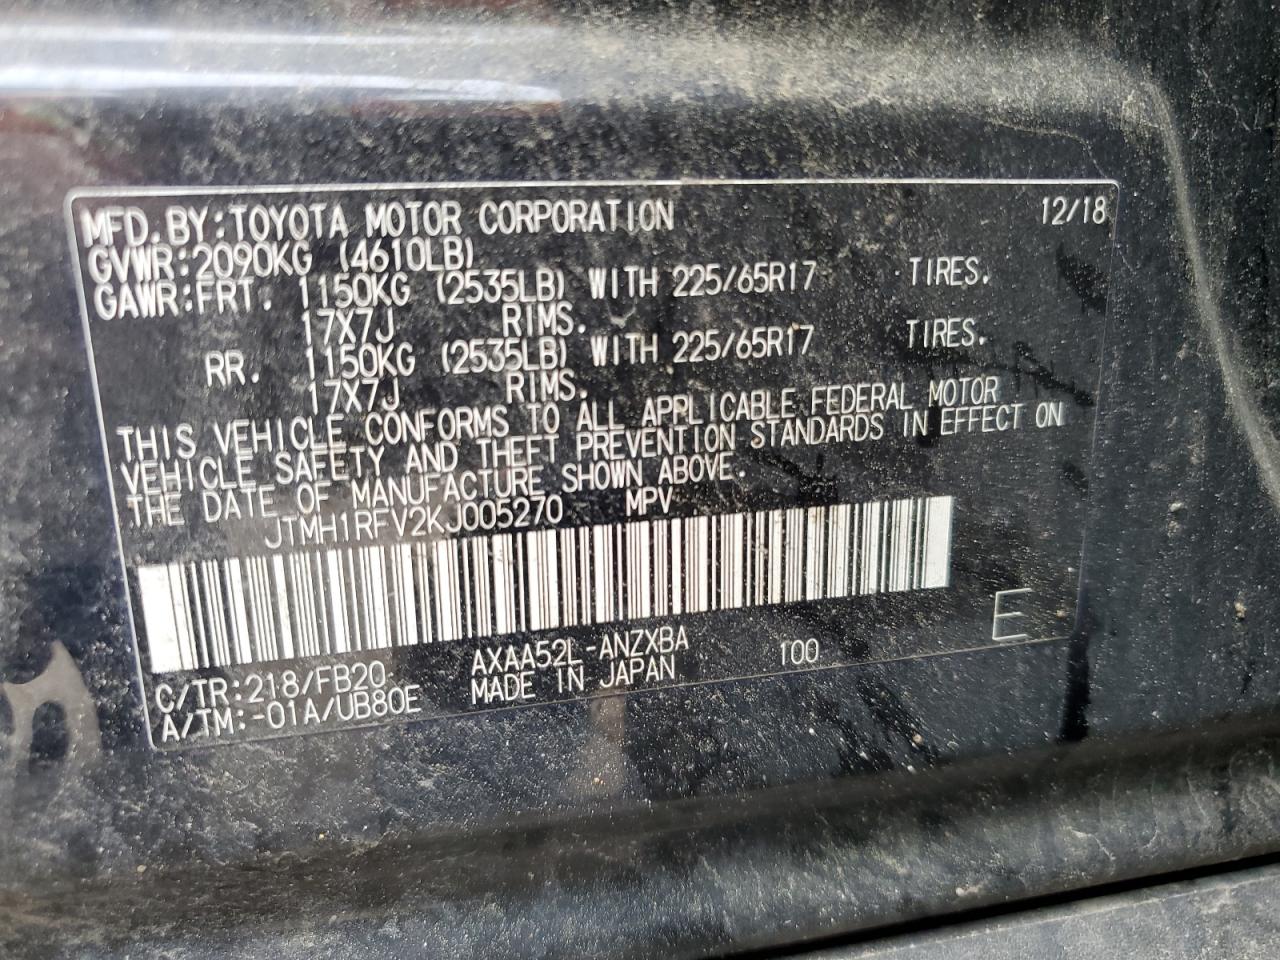 MFD. BY: TOYOTA MOTOR CORPORATION 12/18
GVWR: 2090KG (4610LB)
GAWR: FRT. 1150KG (2535LB) WITH 225/65R17 TIRES.
17X7J RIMS.
RR. 1150KG (2535LB) WITH 225/65R17 TIRES.
17X7J RIMS.
THIS VEHICLE CONFORMS TO ALL APPLICABLE FEDERAL MOTOR
VEHICLE SAFETY AND THEFT PREVENTION STANDARDS IN EFFECT ON
THE DATE OF MANUFACTURE SHOWN ABOVE.
JTMH1RFV2KJ005270 MPV
C/TR: 218/FB20 AXAA52L-ANZXBA 100 E
A/TM: -01A/UB80E MADE IN JAPAN